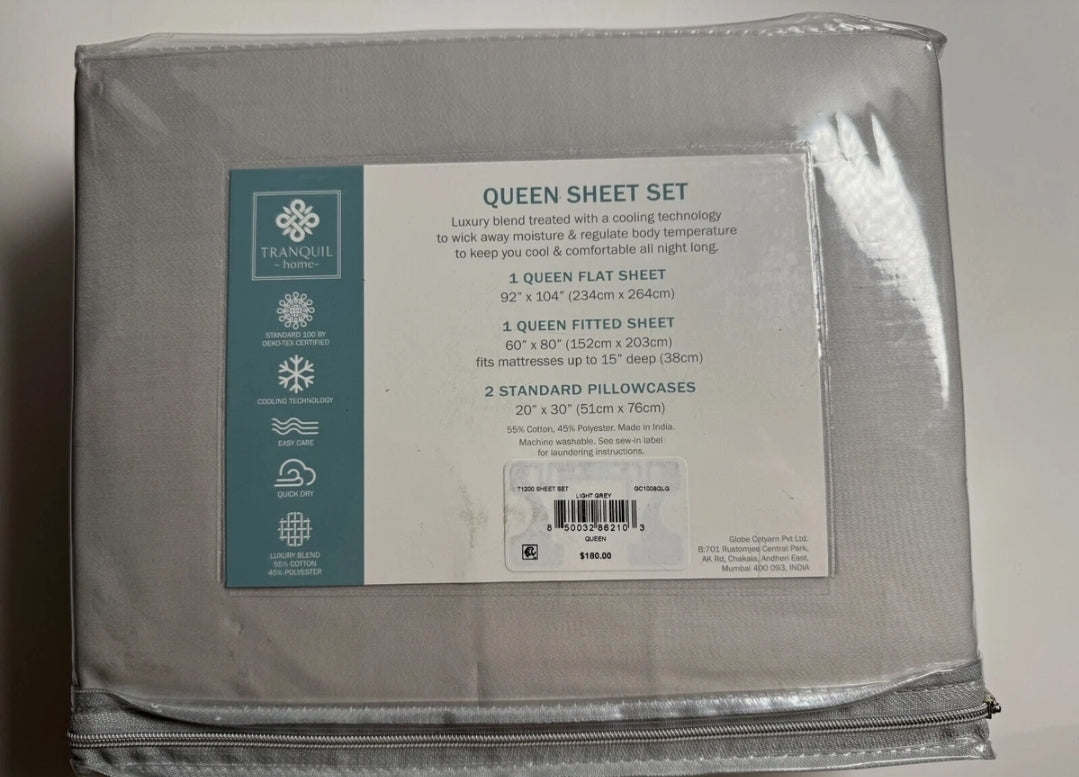 TRANQUIL
~ home ~
STANDARD 100 BY
OEKO-TEX CERTIFIED
COOLING TECHNOLOGY
EASY CARE
QUICK DRY
LUXURY BLEND
55% COTTON
45% POLYESTER
QUEEN SHEET SET
Luxury blend treated with a cooling technology
to wick away moisture & regulate body temperature
to keep you cool & comfortable all night long.
1 QUEEN FLAT SHEET
92” x 104” (234cm x 264cm)
1 QUEEN FITTED SHEET
60” x 80” (152cm x 203cm)
fits mattresses up to 15” deep (38cm)
2 STANDARD PILLOWCASES
20” x 30” (51cm x 76cm)
55% Cotton, 45% Polyester. Made in India.
Machine washable. See sew-in label
for laundering instructions.
T1200 SHEET SET GC1008QLG
LIGHT GREY
8 50032 86210 3
QUEEN
$180.00
Globe Cotyarn Pvt Ltd.
B:701 Rustomjee Central Park,
AK Rd, Chakala, Andheri East,
Mumbai 400 093, INDIA